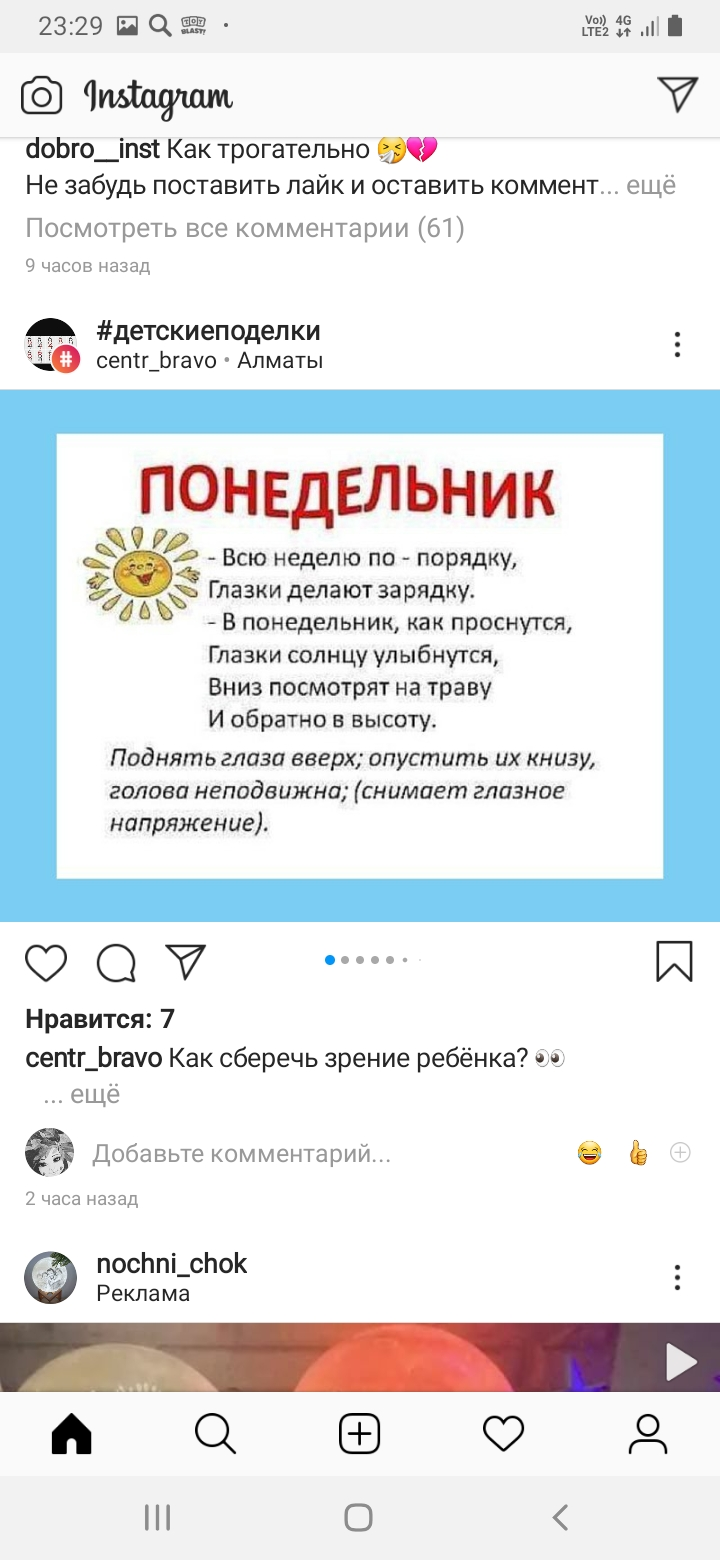 23:29
Vo)) LTE2 4G
Instagram
dobro__inst Как трогательно 🤧💔
Не забудь поставить лайк и оставить коммент... ещё
Посмотреть все комментарии (61)
9 часов назад
#детскиеподелки
centr_bravo • Алматы
ПОНЕДЕЛЬНИК
- Всю неделю по - порядку,
Глазки делают зарядку.
- В понедельник, как проснутся,
Глазки солнцу улыбнутся,
Вниз посмотрят на траву
И обратно в высоту.
Поднять глаза вверх; опустить их книзу,
голова неподвижна; (снимает глазное
напряжение).
Нравится: 7
centr_bravo Как сберечь зрение ребёнка? 👀
... ещё
Добавьте комментарий...
2 часа назад
nochni_chok
Реклама